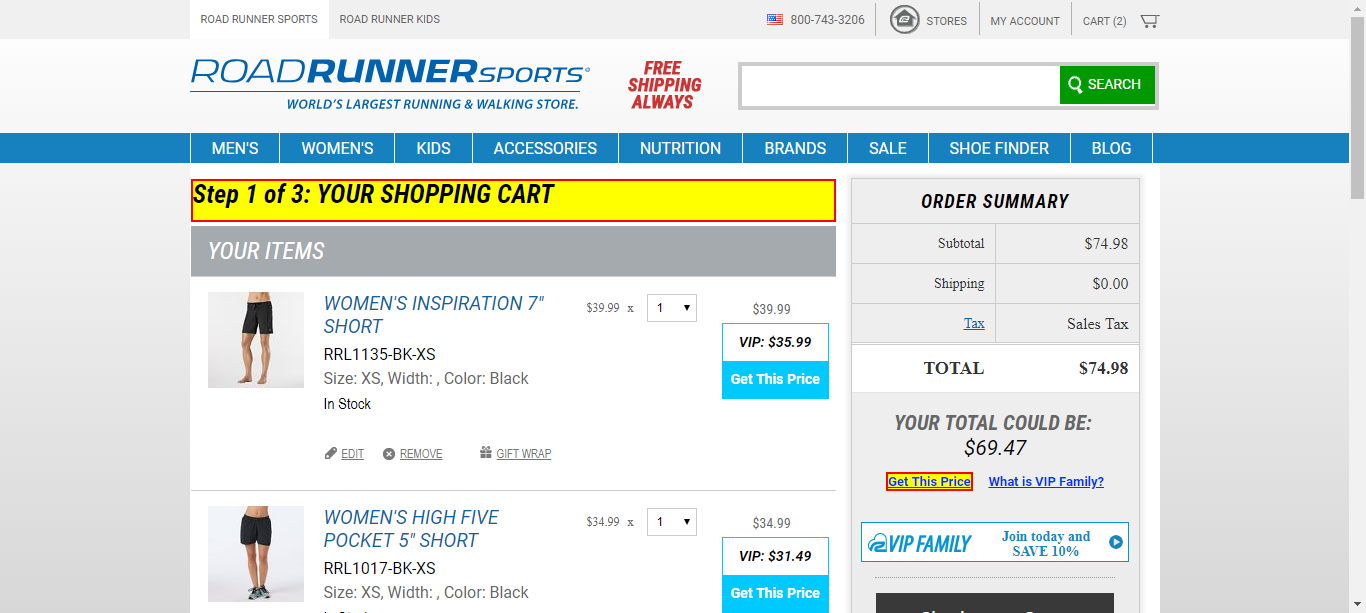 ROAD RUNNER SPORTS
ROAD RUNNER KIDS
800-743-3206
STORES
MY ACCOUNT
CART (2)
ROADRUNNERSPORTS
WORLD'S LARGEST RUNNING & WALKING STORE.
FREE
SHIPPING
ALWAYS
SEARCH
MEN'S
WOMEN'S
KIDS
ACCESSORIES
NUTRITION
BRANDS
SALE
SHOE FINDER
BLOG
Step 1 of 3: YOUR SHOPPING CART
YOUR ITEMS
WOMEN'S INSPIRATION 7"
SHORT
RRL1135-BK-XS
Size: XS, Width: , Color: Black
In Stock
$39.99 x 1
$39.99
VIP: $35.99
Get This Price
EDIT
REMOVE
GIFT WRAP
WOMEN'S HIGH FIVE
POCKET 5" SHORT
RRL1017-BK-XS
Size: XS, Width: , Color: Black
$34.99 x 1
$34.99
VIP: $31.49
Get This Price
ORDER SUMMARY
Subtotal $74.98
Shipping $0.00
Tax Sales Tax
TOTAL $74.98
YOUR TOTAL COULD BE:
$69.47
Get This Price
What is VIP Family?
VIP FAMILY
Join today and
SAVE 10%